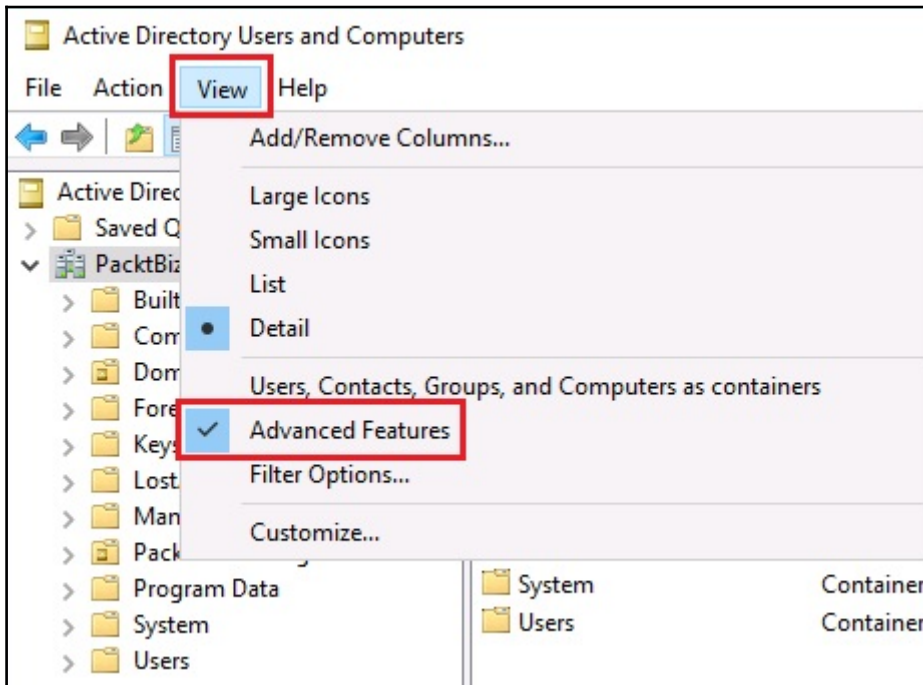 Active Directory Users and Computers
File Action View Help
Add/Remove Columns...
Large Icons
Small Icons
List
Detail
Users, Contacts, Groups, and Computers as containers
Advanced Features
Filter Options...
Customize...
Active Direc
Saved Q
PacktBiz
Built
Com
Dom
Fore
Keys
Lost
Man
Pack
Program Data
System
Users
System Container
Users Container